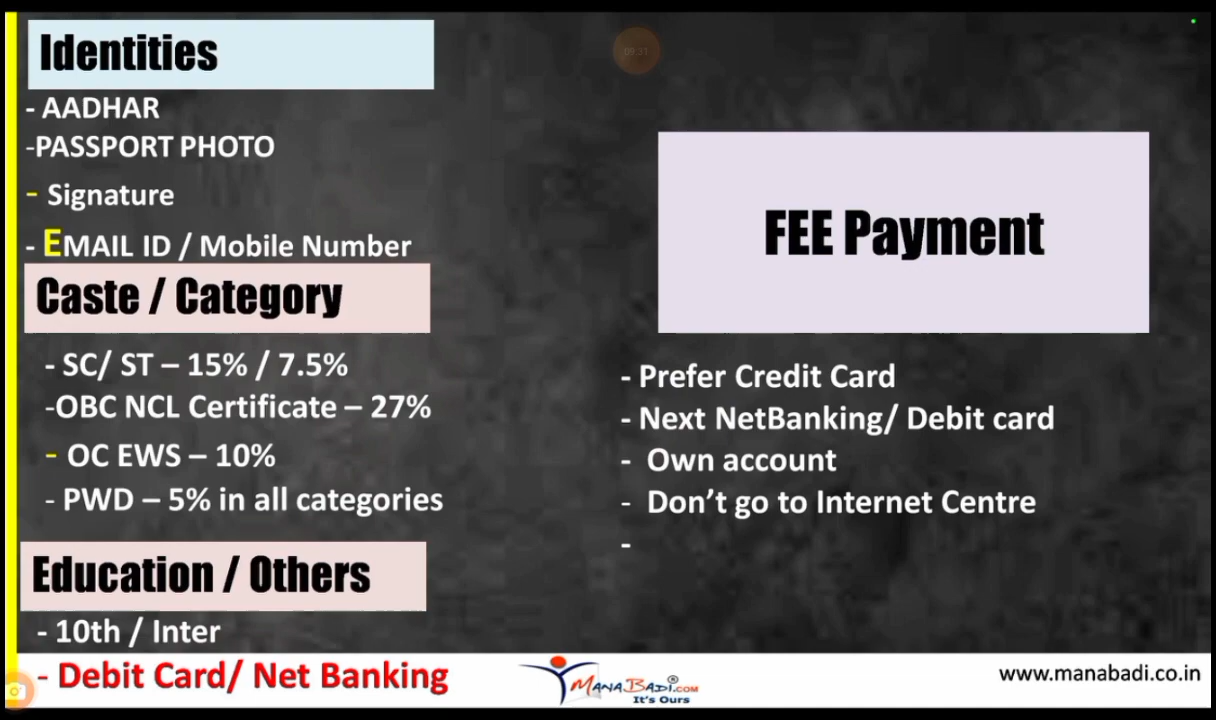 Identities
- AADHAR
-PASSPORT PHOTO
- Signature
- EMAIL ID / Mobile Number
Caste / Category
- SC/ ST – 15% / 7.5%
-OBC NCL Certificate – 27%
- OC EWS – 10%
- PWD – 5% in all categories
Education / Others
- 10th / Inter
- Debit Card/ Net Banking
09:31
FEE Payment
- Prefer Credit Card
- Next NetBanking/ Debit card
- Own account
- Don’t go to Internet Centre
-
MANABADI.COM®
It's Ours
www.manabadi.co.in